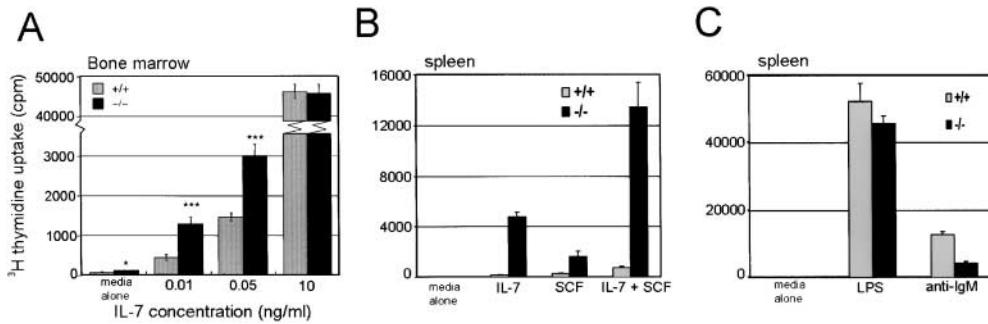 A
Bone marrow
³H thymidine uptake (cpm)
50000
40000
3000
2000
1000
0
+/+
-/-
*
***
***
media alone
0.01
0.05
10
IL-7 concentration (ng/ml)
B
spleen
16000
12000
8000
4000
0
+/+
-/-
media alone
IL-7
SCF
IL-7 + SCF
C
spleen
60000
40000
20000
0
+/+
-/-
media alone
LPS
anti-IgM